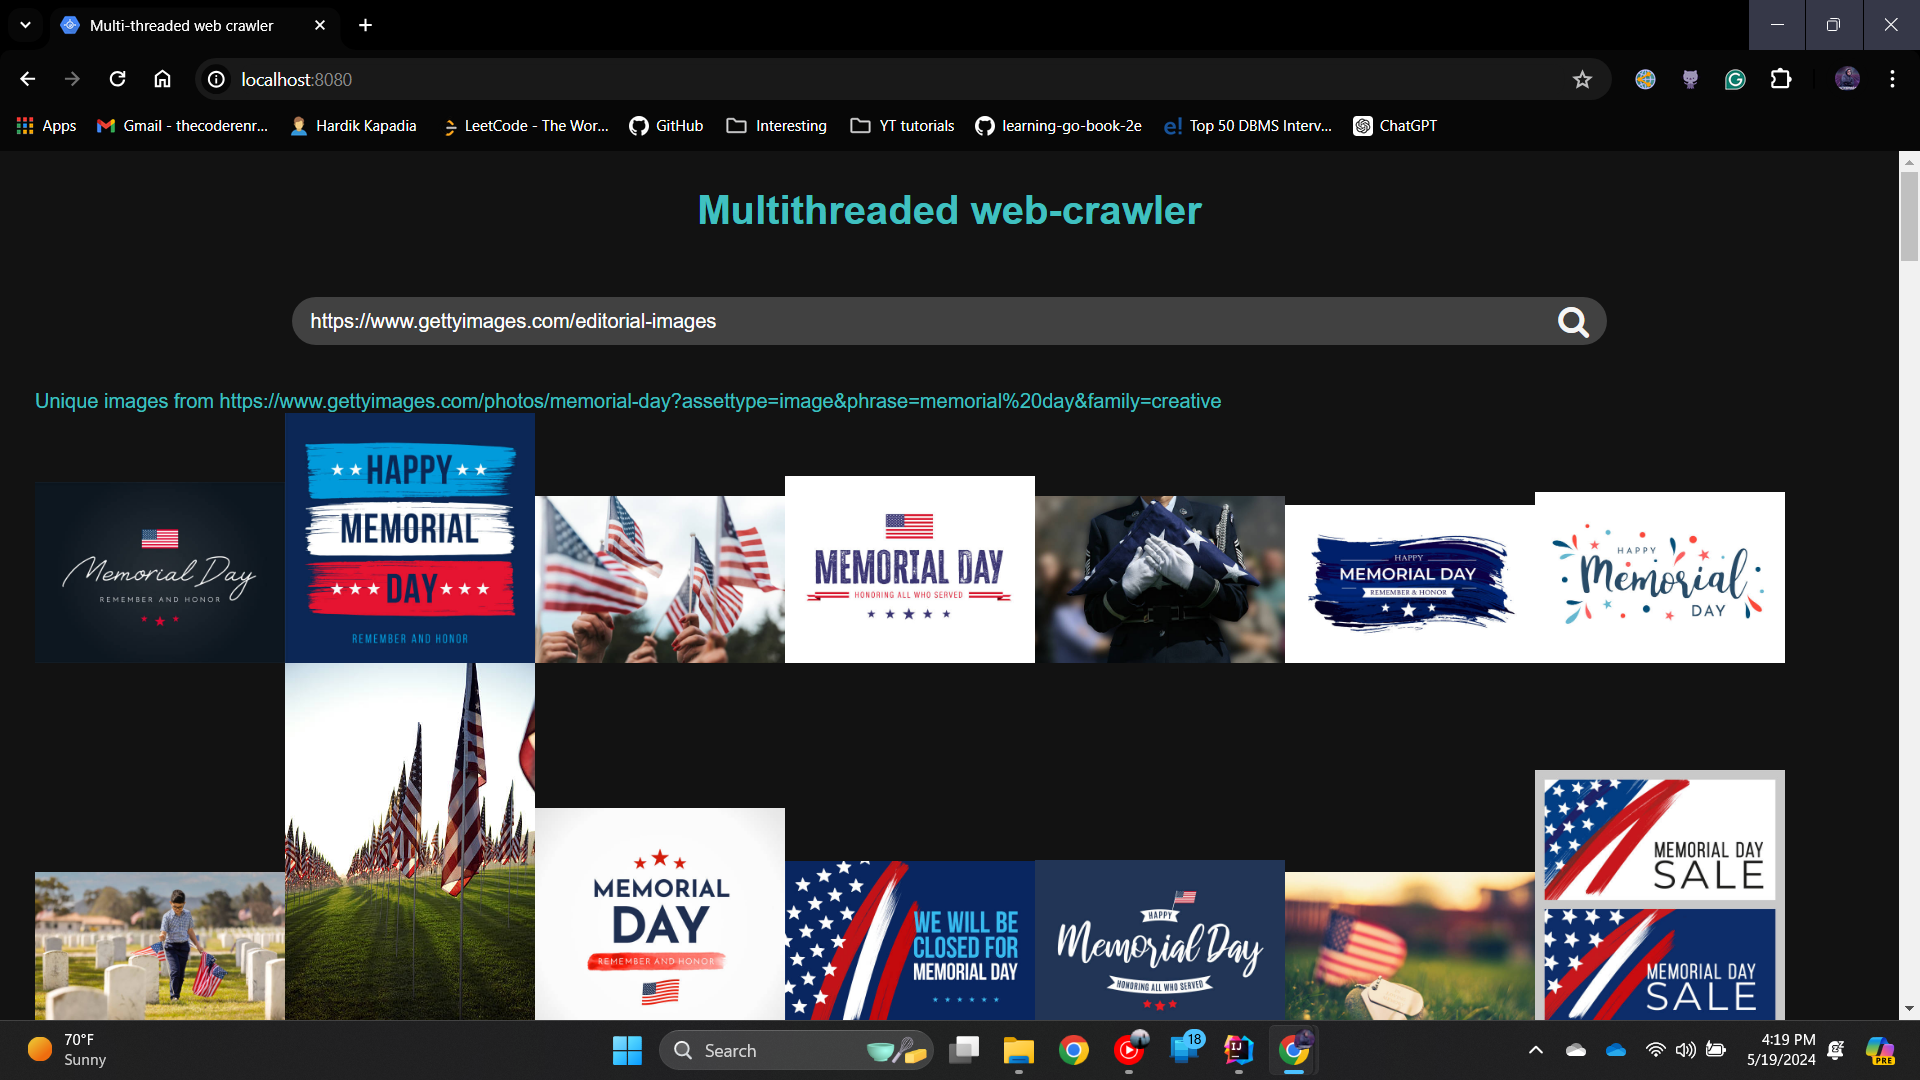 Multi-threaded web crawler
localhost:8080
Apps
Gmail - thecoderenr...
Hardik Kapadia
LeetCode - The Wor...
GitHub
Interesting
YT tutorials
learning-go-book-2e
Top 50 DBMS Interv...
ChatGPT
Multithreaded web-crawler
https://www.gettyimages.com/editorial-images
Unique images from https://www.gettyimages.com/photos/memorial-day?assettype=image&phrase=memorial%20day&family=creative
Memorial Day
REMEMBER AND HONOR
HAPPY
MEMORIAL
DAY
REMEMBER AND HONOR
MEMORIAL DAY
HONORING ALL WHO SERVED
HAPPY
MEMORIAL DAY
REMEMBER & HONOR
HAPPY
Memorial
DAY
MEMORIAL
DAY
REMEMBER AND HONOR
WE WILL BE
CLOSED FOR
MEMORIAL DAY
HAPPY
Memorial Day
HONORING ALL WHO SERVED
MEMORIAL DAY
SALE
MEMORIAL DAY
SALE
70°F
Sunny
Search
18
IJ
PRE
4:19 PM
5/19/2024